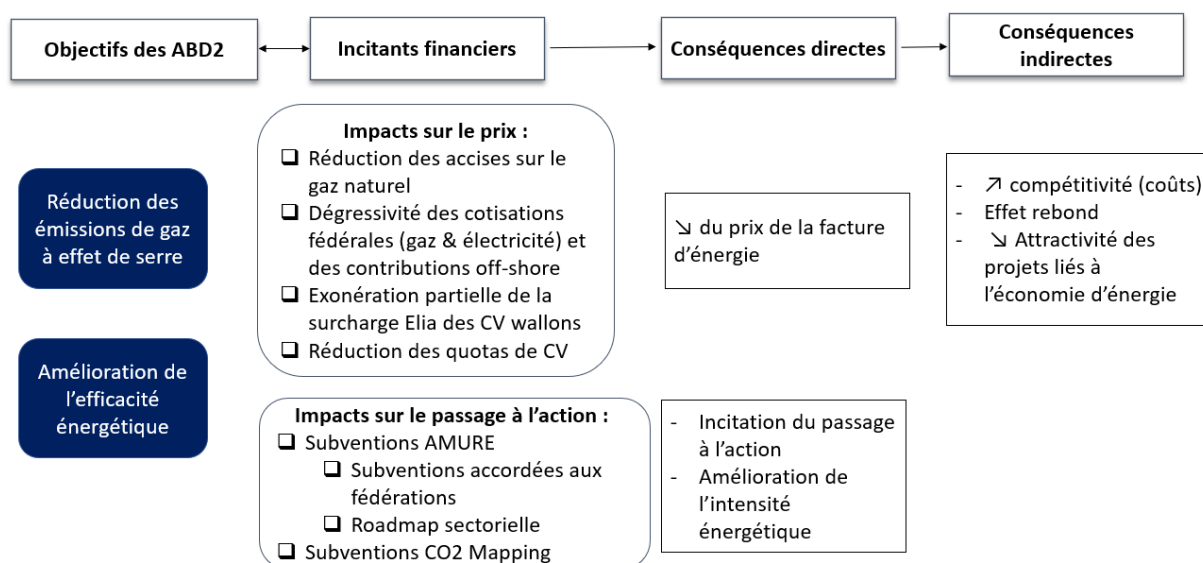 Objectifs des ABD2
Incitants financiers
Conséquences directes
Conséquences
indirectes
Réduction des
émissions de gaz
à effet de serre
Amélioration de
l'efficacité
énergétique
Impacts sur le prix :
❑ Réduction des accises sur le
gaz naturel
❑ Dégressivité des cotisations
fédérales (gaz & électricité) et
des contributions off-shore
❑ Exonération partielle de la
surcharge Elia des CV wallons
❑ Réduction des quotas de CV
Impacts sur le passage à l'action :
❑ Subventions AMURE
❑ Subventions accordées aux
fédérations
❑ Roadmap sectorielle
❑ Subventions CO2 Mapping
↘ du prix de la facture
d'énergie
- Incitation du passage
à l'action
- Amélioration de
l'intensité
énergétique
- ↗ compétitivité (coûts)
- Effet rebond
- ↘ Attractivité des
projets liés à
l'économie d'énergie